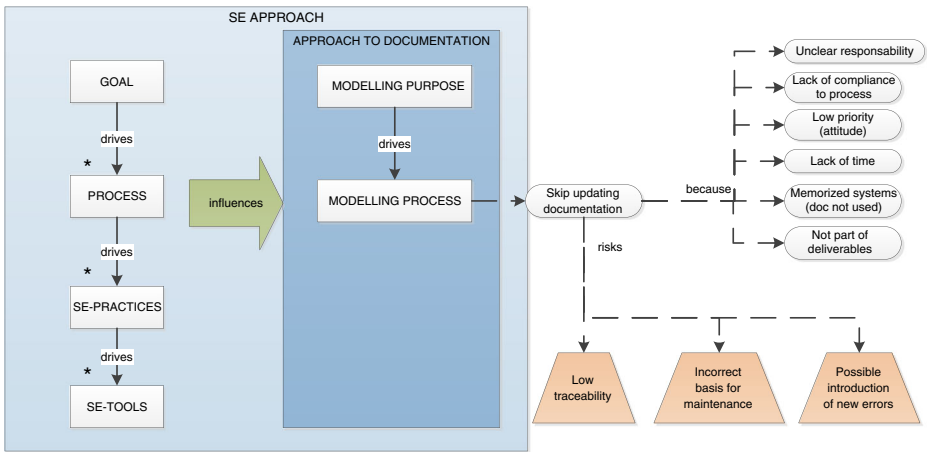 SE APPROACH
APPROACH TO DOCUMENTATION
GOAL
drives
*
PROCESS
drives
*
SE-PRACTICES
drives
*
SE-TOOLS
influences
MODELLING PURPOSE
drives
MODELLING PROCESS
Skip updating
documentation
because
Unclear responsability
Lack of compliance
to process
Low priority
(attitude)
Lack of time
Memorized systems
(doc not used)
Not part of
deliverables
risks
Low
traceability
Incorrect
basis for
maintenance
Possible
introduction
of new errors